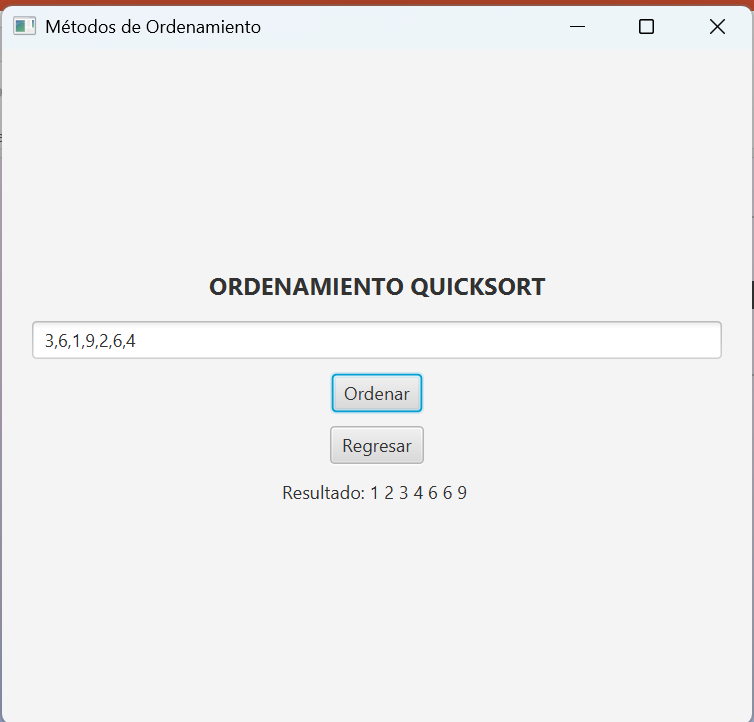 Métodos de Ordenamiento
ORDENAMIENTO QUICKSORT
3,6,1,9,2,6,4
Ordenar
Regresar
Resultado: 1 2 3 4 6 6 9